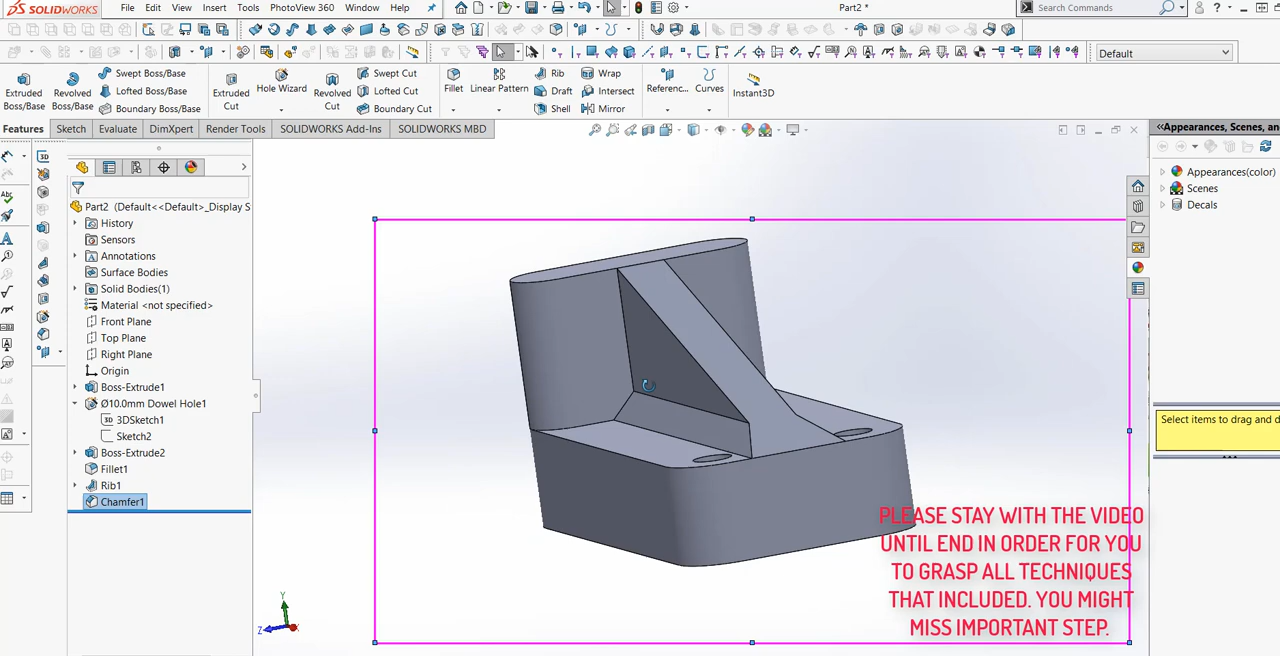 SOLIDWORKS File Edit View Insert Tools PhotoView 360 Window Help Part2 * Search Commands
Default
Extruded Boss/Base
Revolved Boss/Base
Swept Boss/Base
Lofted Boss/Base
Boundary Boss/Base
Extruded Cut
Hole Wizard
Revolved Cut
Swept Cut
Lofted Cut
Boundary Cut
Fillet
Linear Pattern
Rib
Draft
Shell
Wrap
Intersect
Mirror
Referenc...
Curves
Instant3D
Features Sketch Evaluate DimXpert Render Tools SOLIDWORKS Add-Ins SOLIDWORKS MBD
Appearances, Scenes, an
Part2 (Default<<Default>_Display S
History
Sensors
Annotations
Surface Bodies
Solid Bodies(1)
Material <not specified>
Front Plane
Top Plane
Right Plane
Origin
Boss-Extrude1
Ø10.0mm Dowel Hole1
3D 3DSketch1
Sketch2
Boss-Extrude2
Fillet1
Rib1
Chamfer1
Appearances(color)
Scenes
Decals
Select items to drag and d
PLEASE STAY WITH THE VIDEO
UNTIL END IN ORDER FOR YOU
TO GRASP ALL TECHNIQUES
THAT INCLUDED. YOU MIGHT
MISS IMPORTANT STEP.
Y
Z